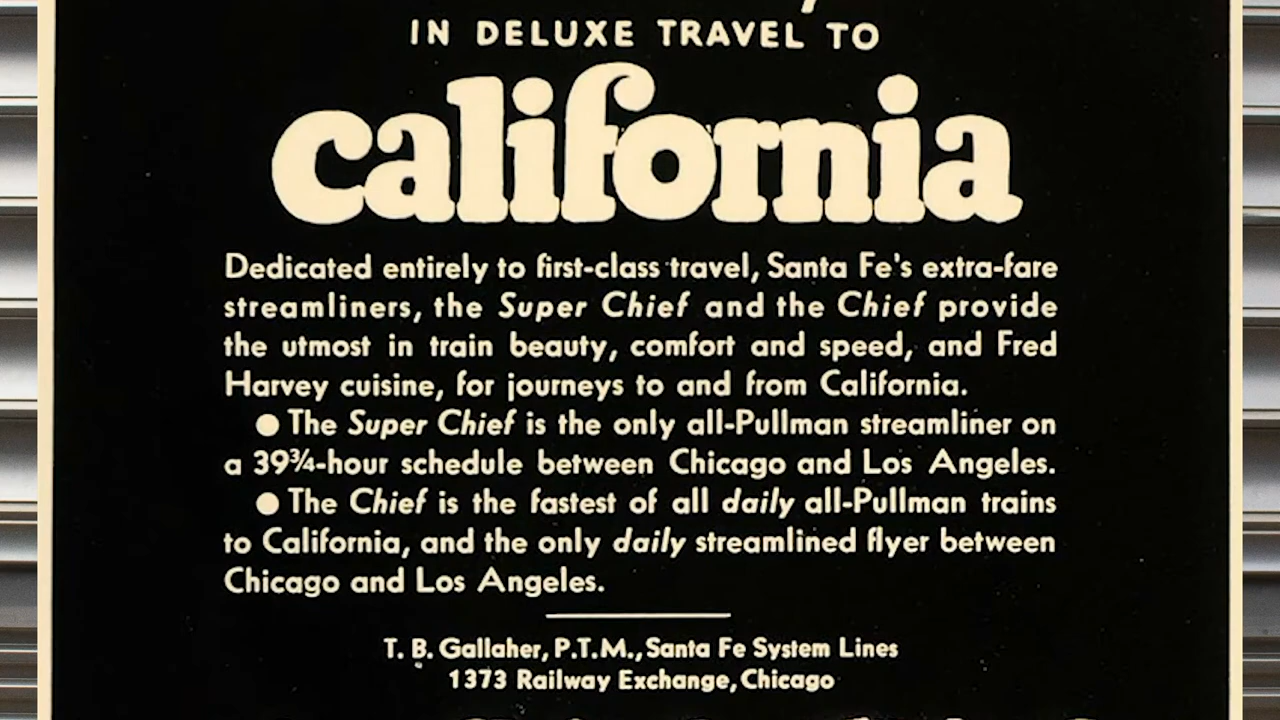 IN DELUXE TRAVEL TO
california
Dedicated entirely to first-class travel, Santa Fe's extra-fare
streamliners, the Super Chief and the Chief provide
the utmost in train beauty, comfort and speed, and Fred
Harvey cuisine, for journeys to and from California.
● The Super Chief is the only all-Pullman streamliner on
a 39¾-hour schedule between Chicago and Los Angeles.
● The Chief is the fastest of all daily all-Pullman trains
to California, and the only daily streamlined flyer between
Chicago and Los Angeles.
T. B. Gallaher, P.T.M., Santa Fe System Lines
1373 Railway Exchange, Chicago